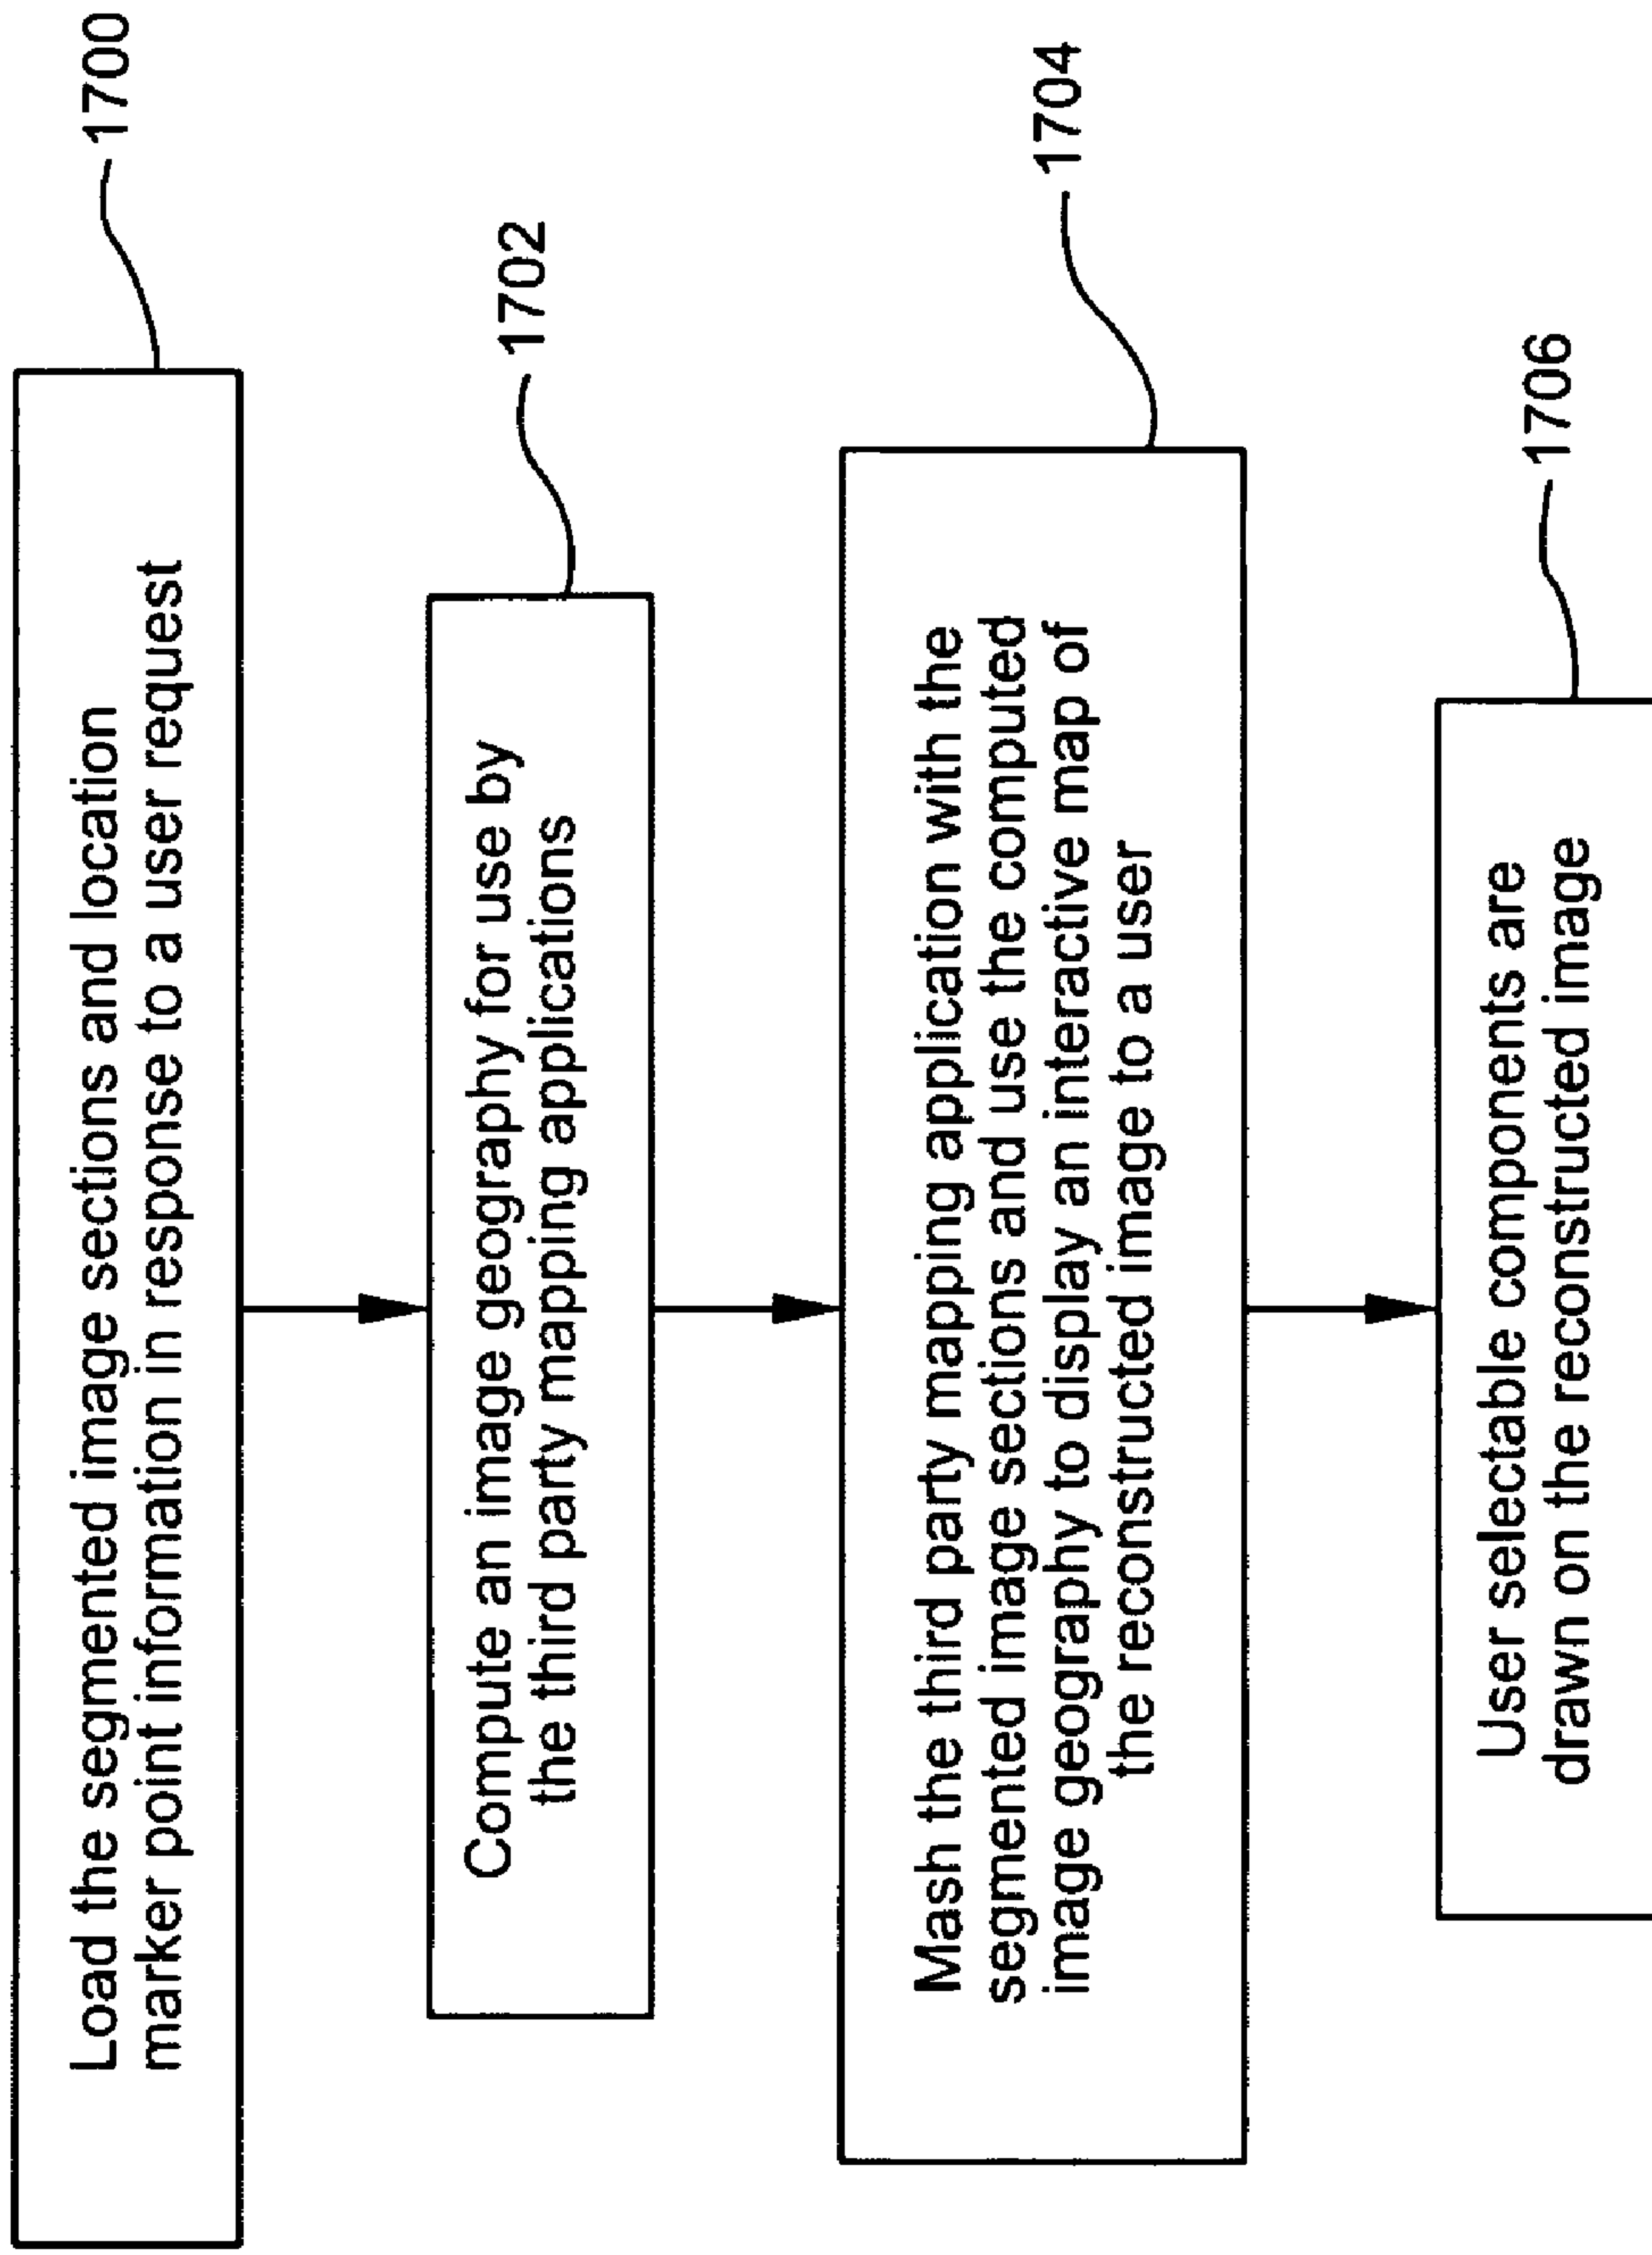 Load the segmented image sections and location
marker point information in response to a user request
1700
Compute an image geography for use by
the third party mapping applications
1702
Mash the third party mapping application with the
segmented image sections and use the computed
image geography to display an interactive map of
the reconstructed image to a user
1704
User selectable components are
drawn on the reconstructed image
1706